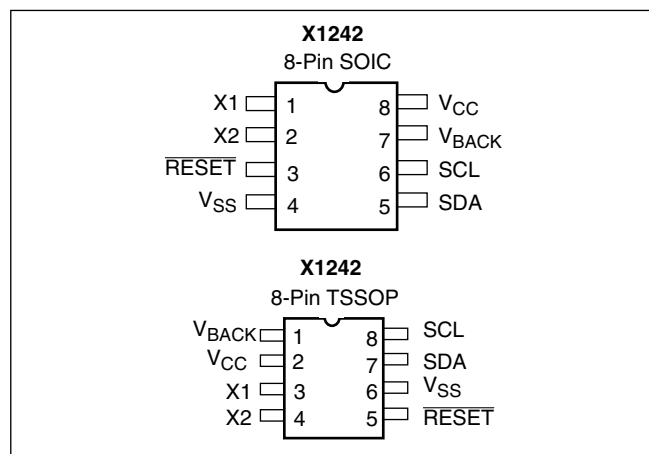 X1242
8-Pin SOIC
X1 1 8 VCC
X2 2 7 VBACK
RESET 3 6 SCL
VSS 4 5 SDA
X1242
8-Pin TSSOP
VBACK 1 8 SCL
VCC 2 7 SDA
X1 3 6 VSS
X2 4 5 RESET